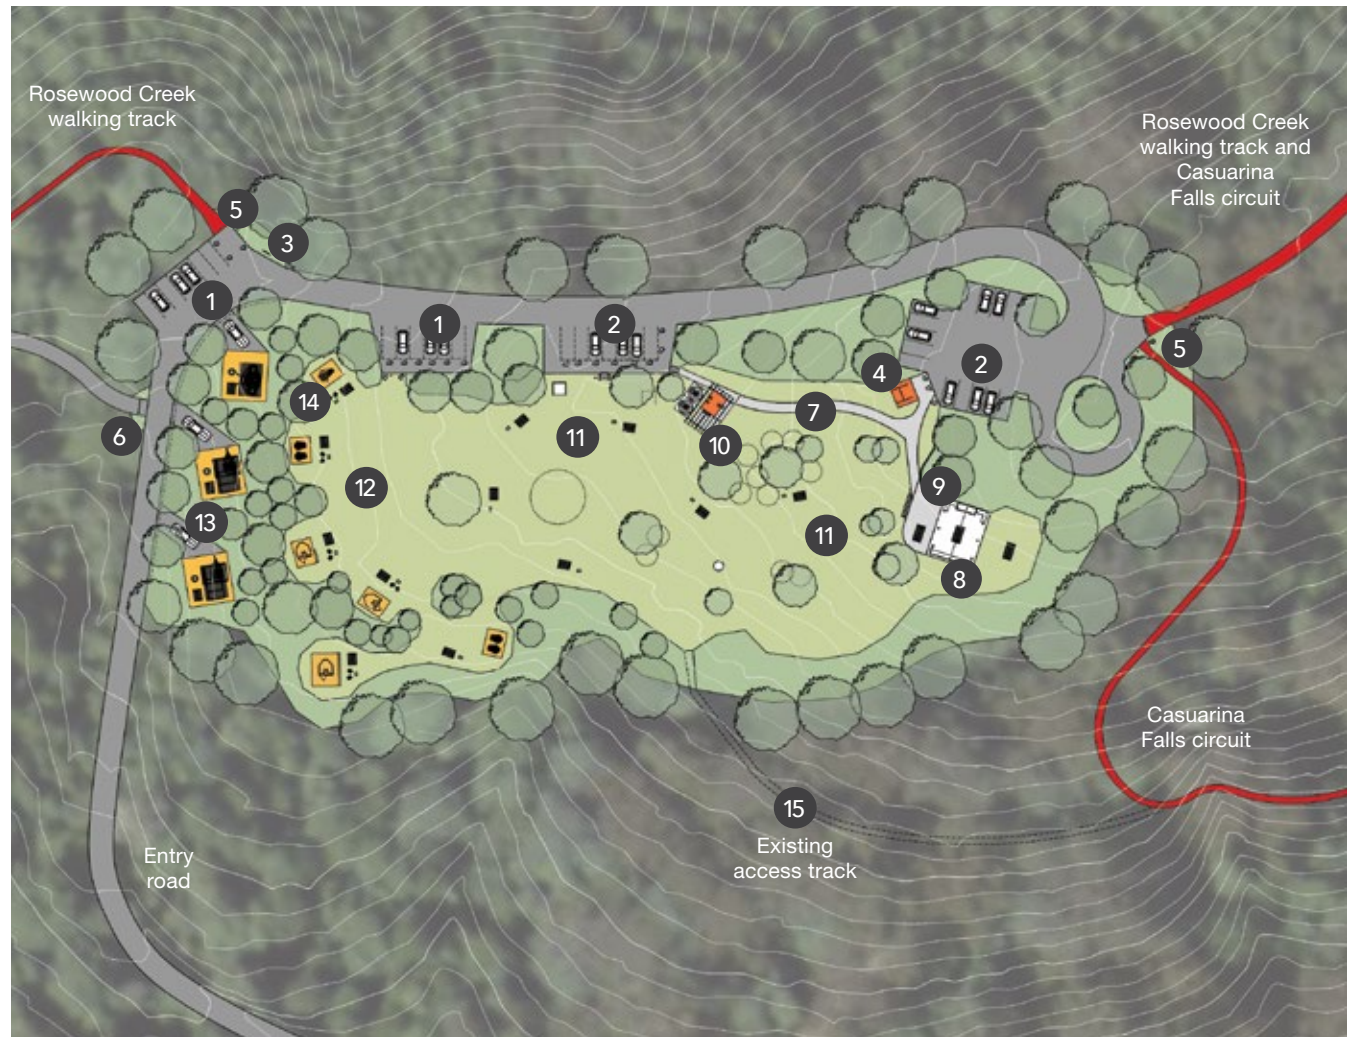 Rosewood Creek
walking track
Rosewood Creek
walking track and
Casuarina
Falls circuit
5
3
1
1
2
2
5
4
14
7
6
11
10
12
9
13
11
8
Casuarina
Falls circuit
15
Existing
access track
Entry
road